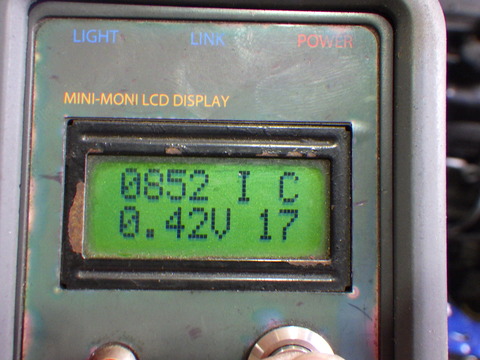 LIGHT LINK POWER
MINI-MONI LCD DISPLAY
0852 I C
0.42V 17